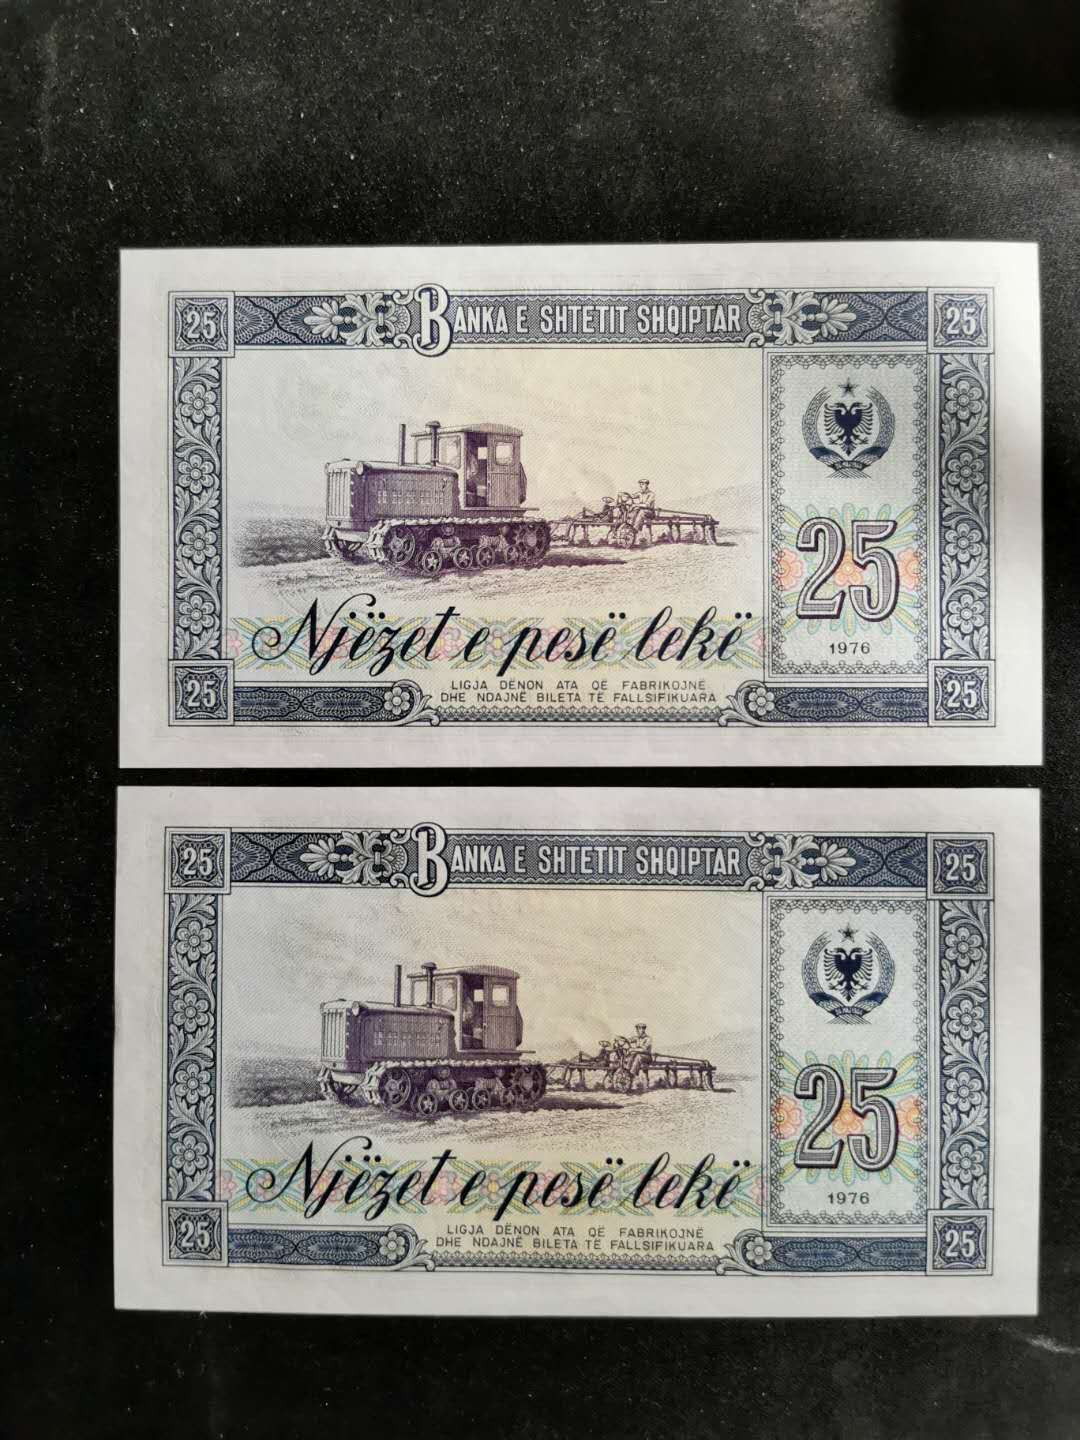 25 BANKA E SHTETIT SHQIPTAR 25
25
Njëzet e pesë lekë
1976
25 LIGJA DËNON ATA QË FABRIKOJNË 25
DHE NDAJNË BILETA TË FALLSIFIKUARA
25 BANKA E SHTETIT SHQIPTAR 25
25
Njëzet e pesë lekë
1976
25 LIGJA DËNON ATA QË FABRIKOJNË 25
DHE NDAJNË BILETA TË FALLSIFIKUARA